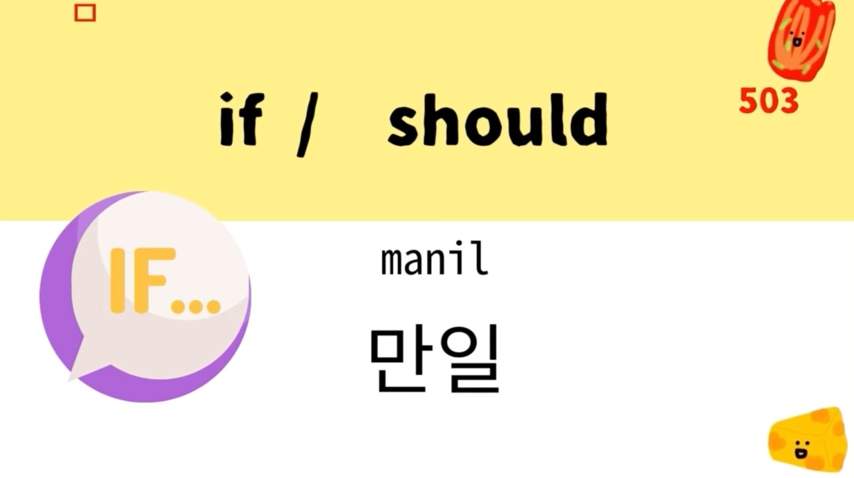 if / should
503
IF...
manil
만일